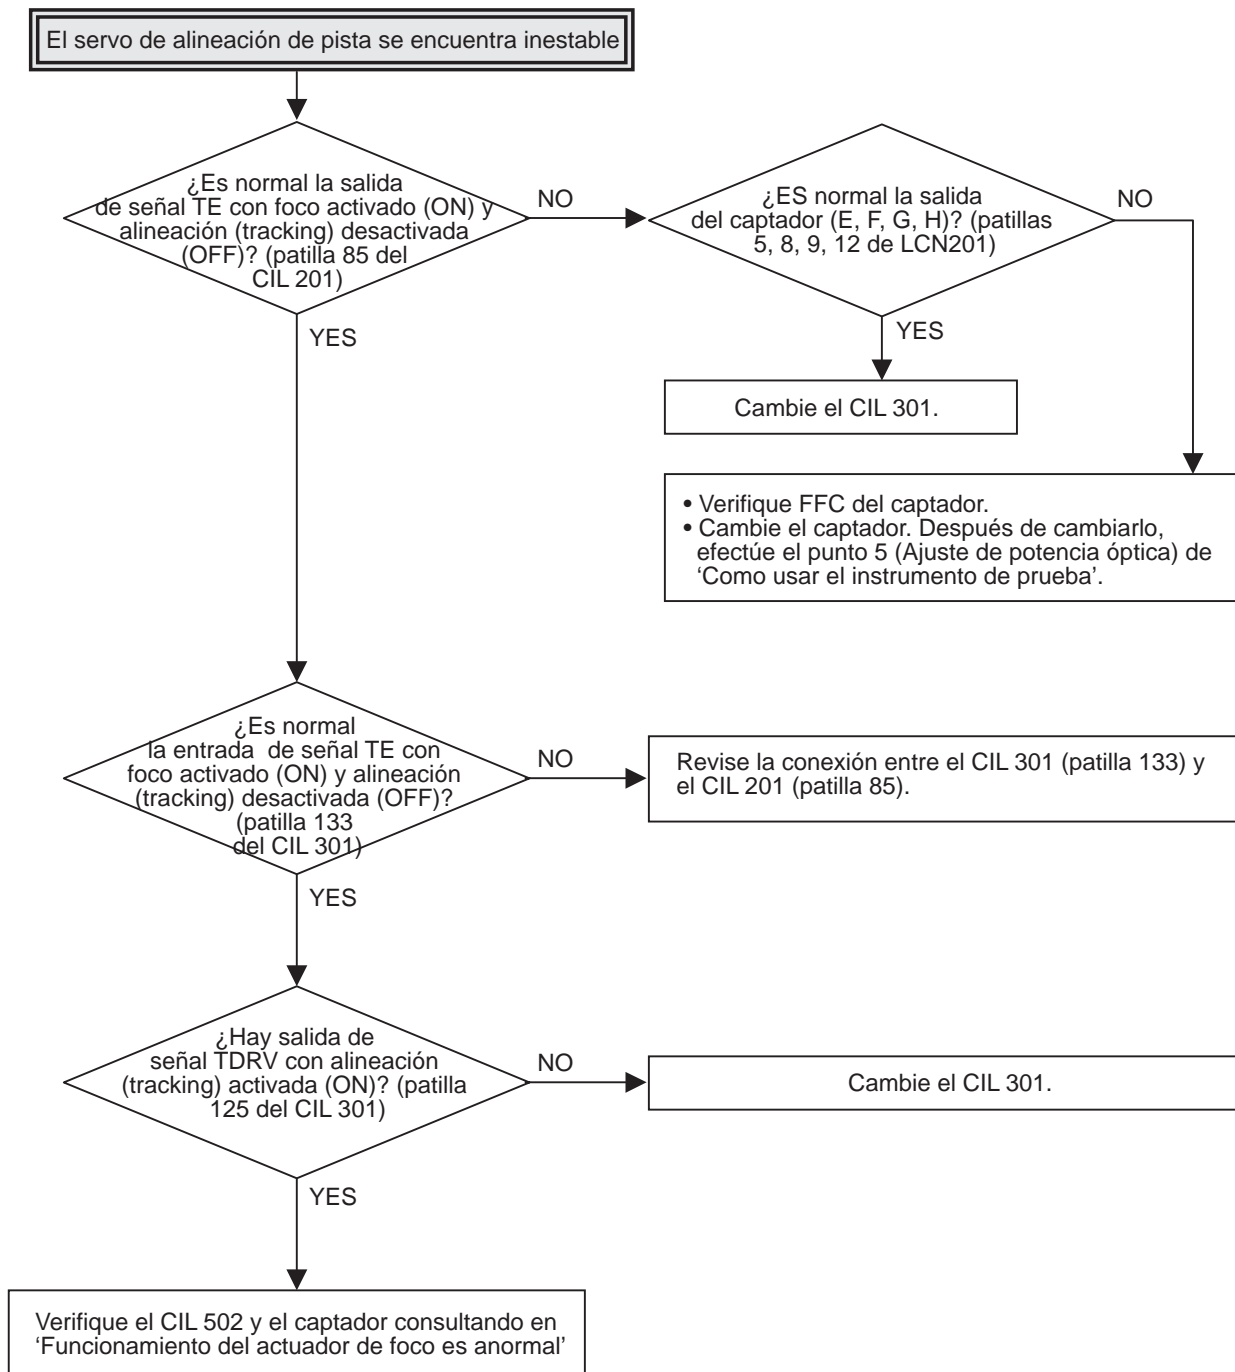 El servo de alineación de pista se encuentra inestable
¿Es normal la salida
de señal TE con foco activado (ON) y
alineación (tracking) desactivada
(OFF)? (patilla 85 del
CIL 201)
NO
¿ES normal la salida
del captador (E, F, G, H)? (patillas
5, 8, 9, 12 de LCN201)
NO
YES
YES
Cambie el CIL 301.
• Verifique FFC del captador.
• Cambie el captador. Después de cambiarlo,
efectúe el punto 5 (Ajuste de potencia óptica) de
‘Como usar el instrumento de prueba’.
¿Es normal
la entrada de señal TE con
foco activado (ON) y alineación
(tracking) desactivada (OFF)?
(patilla 133
del CIL 301)
NO
Revise la conexión entre el CIL 301 (patilla 133) y
el CIL 201 (patilla 85).
YES
¿Hay salida de
señal TDRV con alineación
(tracking) activada (ON)? (patilla
125 del CIL 301)
NO
Cambie el CIL 301.
YES
Verifique el CIL 502 y el captador consultando en
‘Funcionamiento del actuador de foco es anormal’